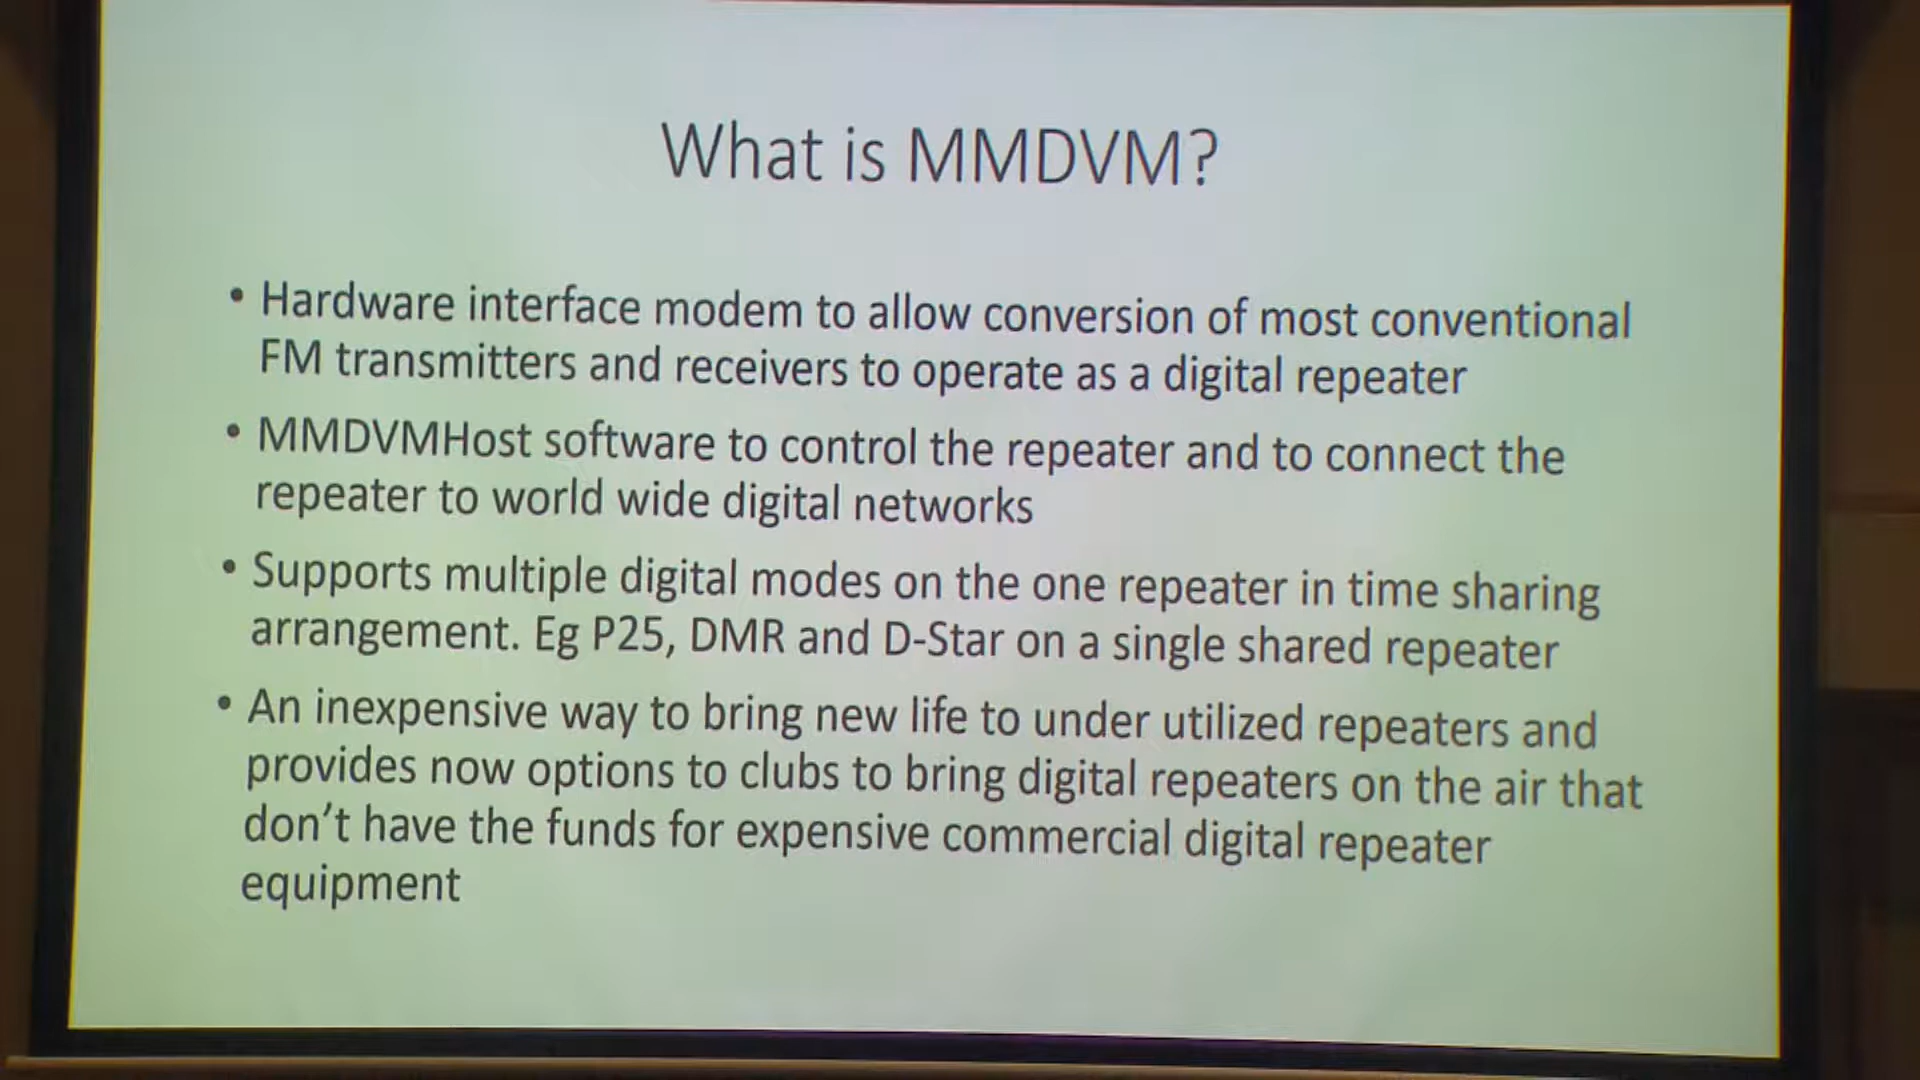 What is MMDVM?
• Hardware interface modem to allow conversion of most conventional
FM transmitters and receivers to operate as a digital repeater
• MMDVMHost software to control the repeater and to connect the
repeater to world wide digital networks
• Supports multiple digital modes on the one repeater in time sharing
arrangement. Eg P25, DMR and D-Star on a single shared repeater
• An inexpensive way to bring new life to under utilized repeaters and
provides now options to clubs to bring digital repeaters on the air that
don't have the funds for expensive commercial digital repeater
equipment